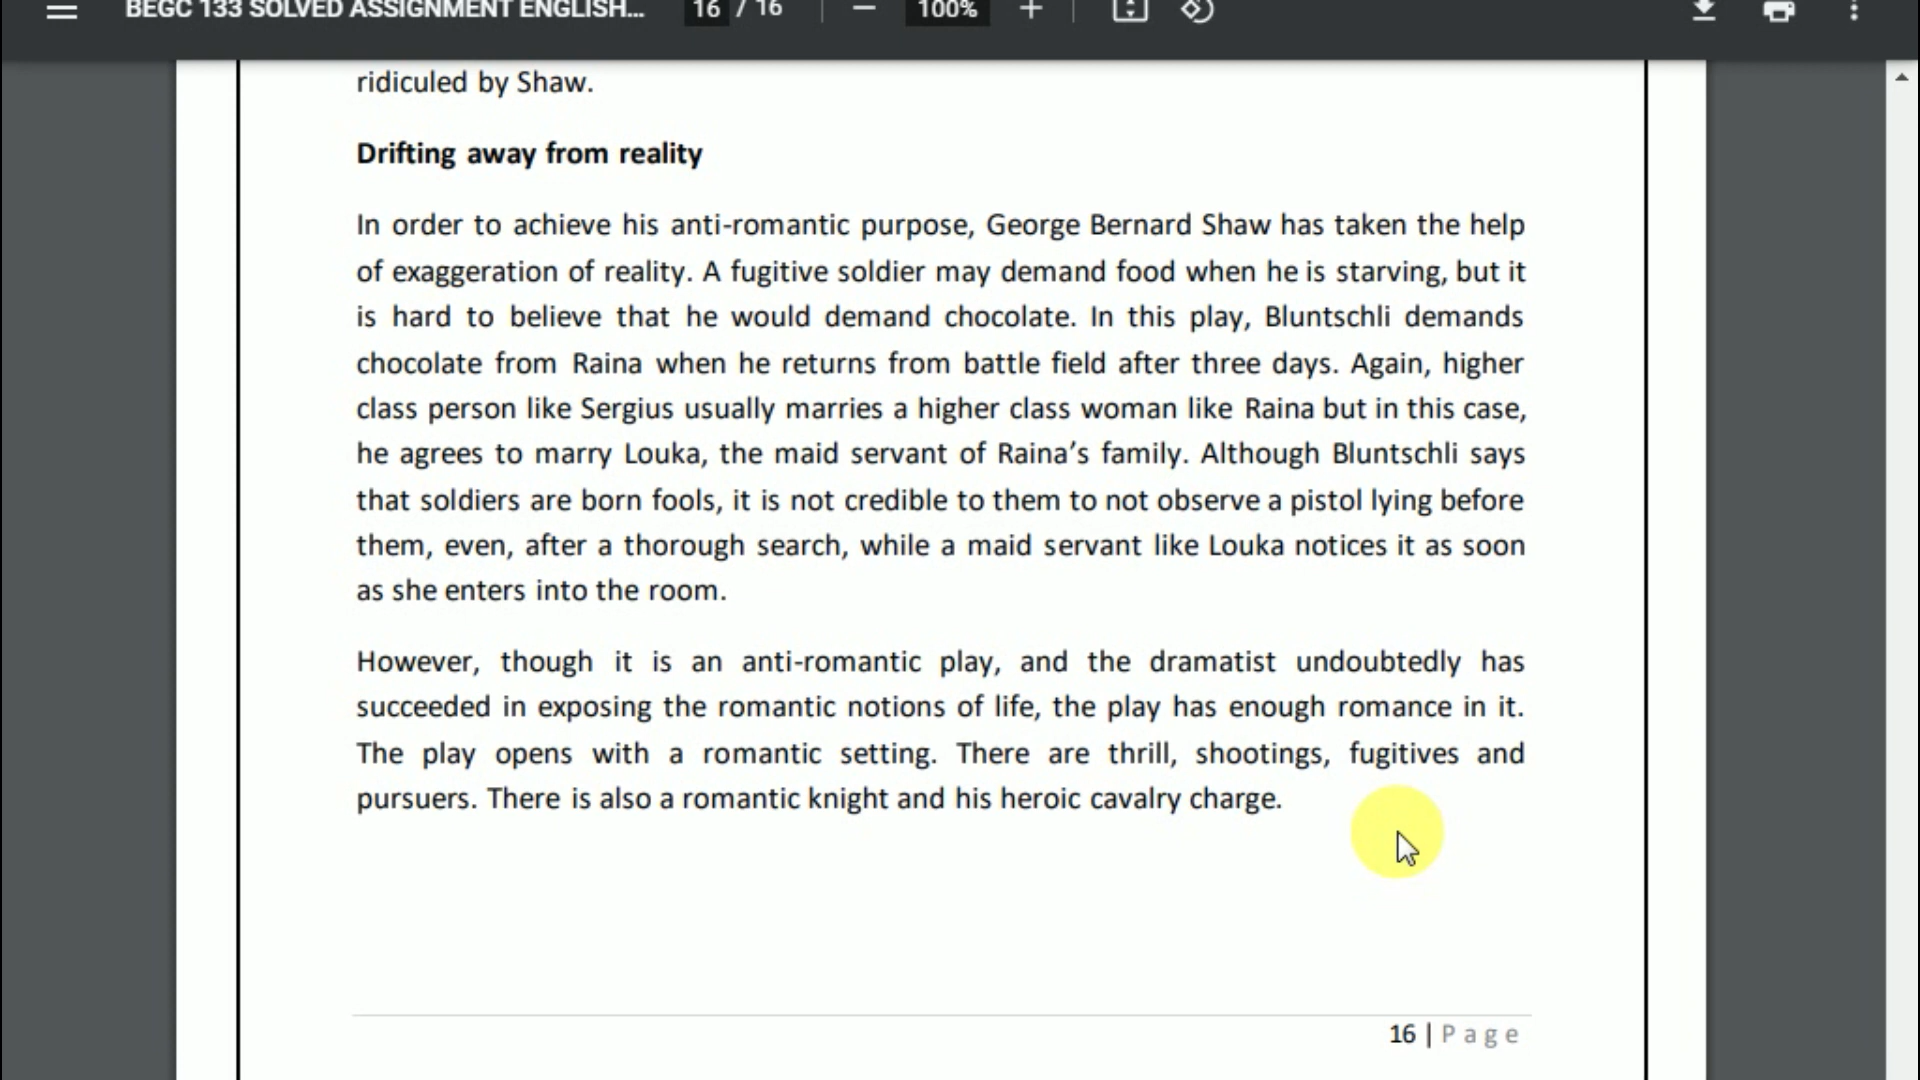 BEGC 133 SOLVED ASSIGNMENT ENGLISH... 16 / 16 100%
ridiculed by Shaw.
Drifting away from reality
In order to achieve his anti-romantic purpose, George Bernard Shaw has taken the help
of exaggeration of reality. A fugitive soldier may demand food when he is starving, but it
is hard to believe that he would demand chocolate. In this play, Bluntschli demands
chocolate from Raina when he returns from battle field after three days. Again, higher
class person like Sergius usually marries a higher class woman like Raina but in this case,
he agrees to marry Louka, the maid servant of Raina's family. Although Bluntschli says
that soldiers are born fools, it is not credible to them to not observe a pistol lying before
them, even, after a thorough search, while a maid servant like Louka notices it as soon
as she enters into the room.
However, though it is an anti-romantic play, and the dramatist undoubtedly has
succeeded in exposing the romantic notions of life, the play has enough romance in it.
The play opens with a romantic setting. There are thrill, shootings, fugitives and
pursuers. There is also a romantic knight and his heroic cavalry charge.
16 | Page